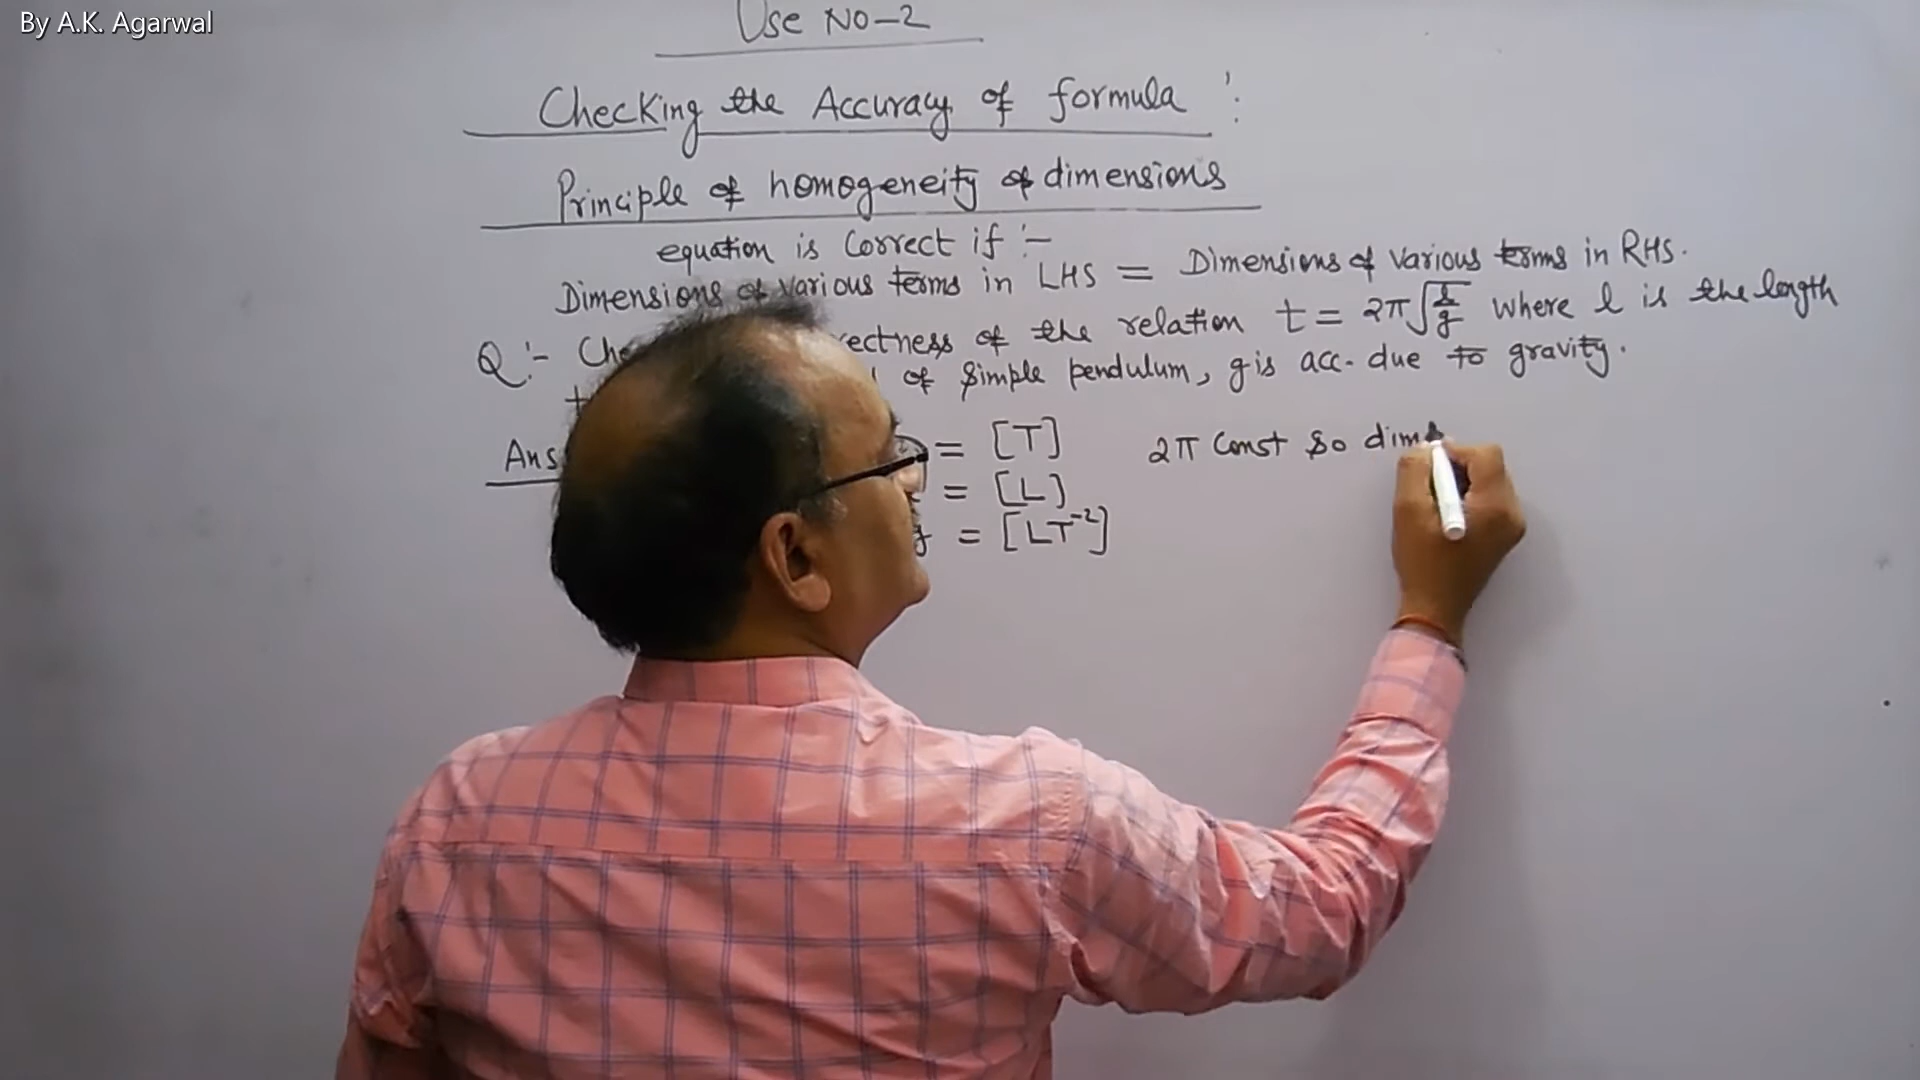 By A.K. Agarwal
Use No-2
Checking the Accuracy of formula :
Principle of homogeneity of dimensions
equation is Correct if :-
Dimensions of various terms in LHS = Dimensions of various terms in RHS.
Q:- Che ectness of the relation t = 2π√(l/g) where l is the length
t of simple pendulum, g is acc. due to gravity.
Ans = [T] 2π Const so dim
= [L]
g = [LT⁻²]